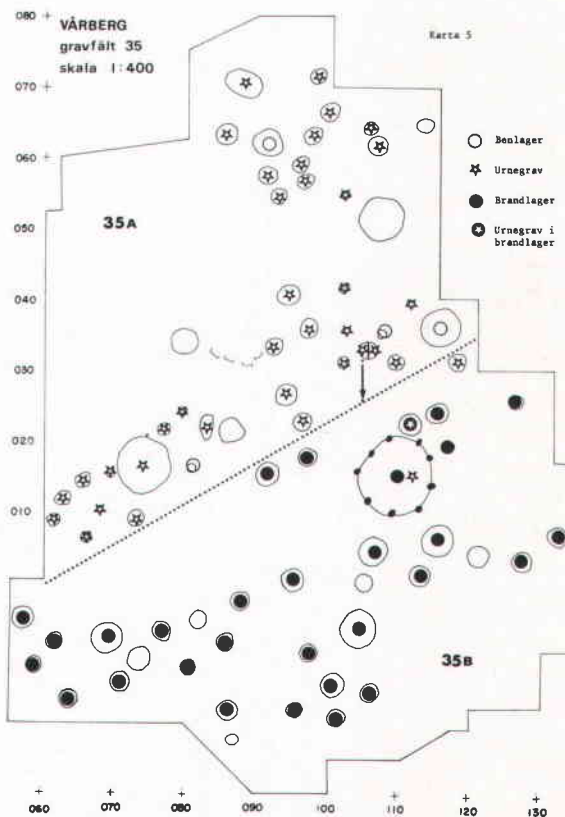 VÅRBERG
gravfält 35
skala 1:400
Karta 5
Benlager
Urnegrav
Brandlager
Urnegrav i
brandlager
35A
35B
080
070
060
050
040
030
020
010
060
070
080
090
100
110
120
130